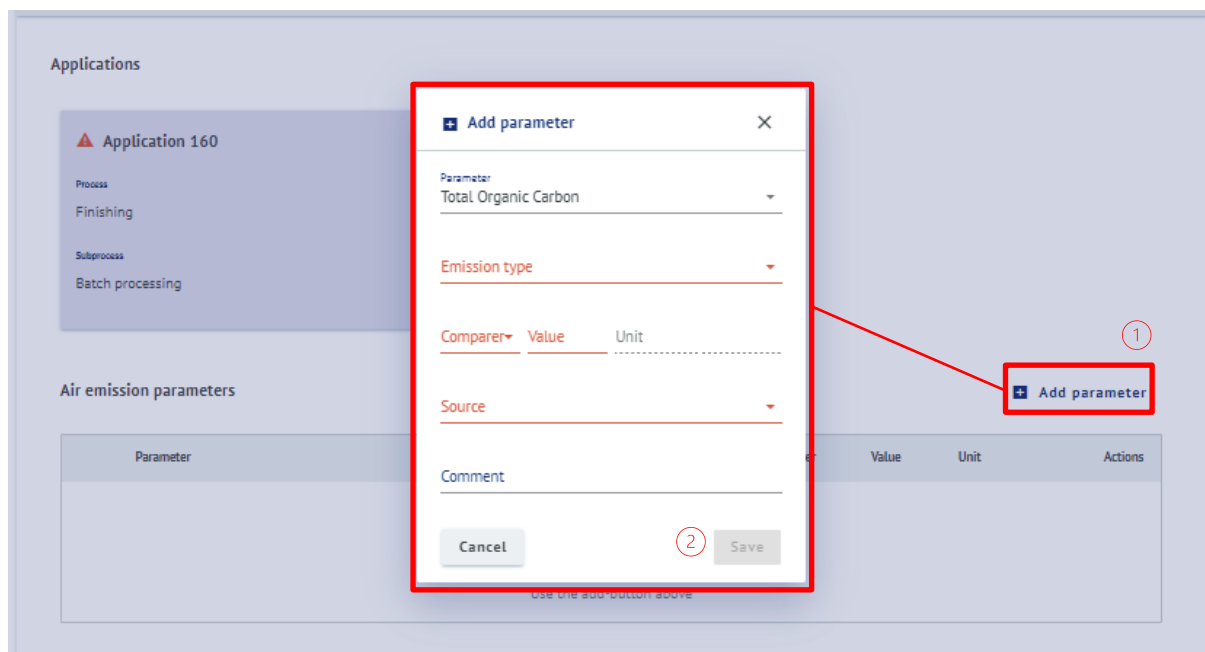 Applications
Application 160
Process
Finishing
Subprocess
Batch processing
Add parameter
Parameter
Total Organic Carbon
Emission type
Comparer Value Unit
Source
Comment
Cancel
2
Save
1
Air emission parameters
Add parameter
Parameter
Value Unit Actions
Use the add-button above